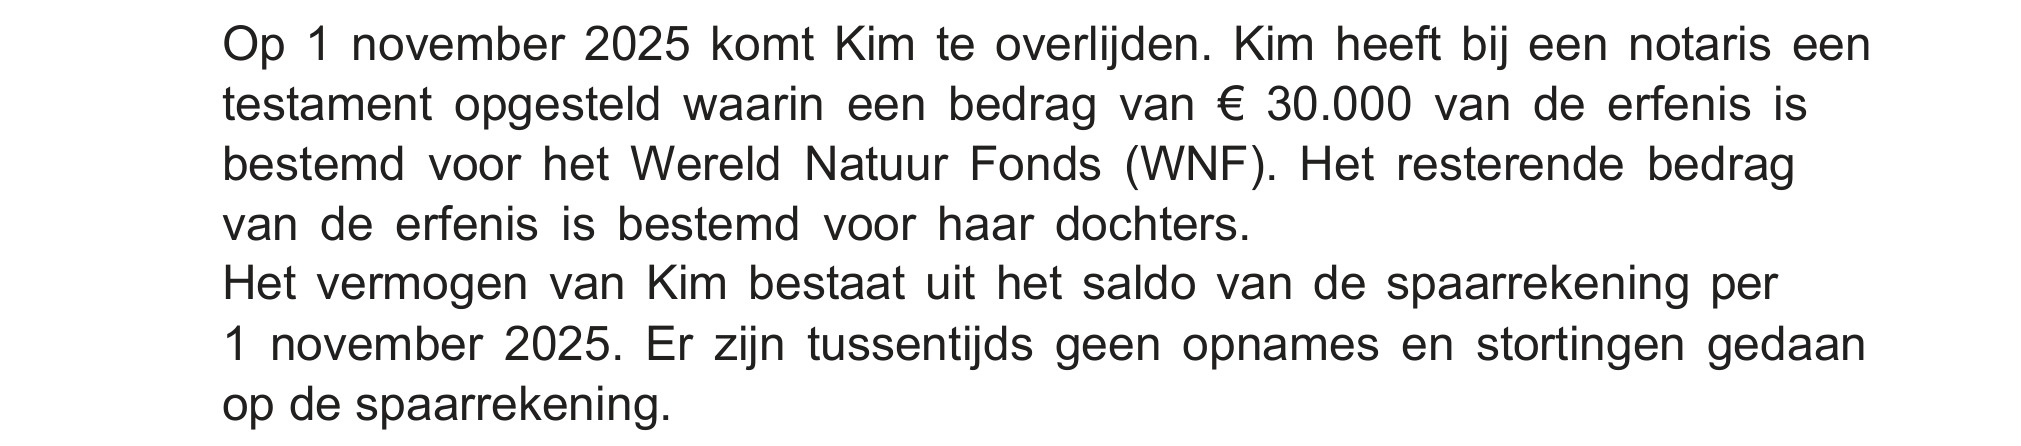 Op 1 november 2025 komt Kim te overlijden. Kim heeft bij een notaris een
testament opgesteld waarin een bedrag van € 30.000 van de erfenis is
bestemd voor het Wereld Natuur Fonds (WNF). Het resterende bedrag
van de erfenis is bestemd voor haar dochters.
Het vermogen van Kim bestaat uit het saldo van de spaarrekening per
1 november 2025. Er zijn tussentijds geen opnames en stortingen gedaan
op de spaarrekening.